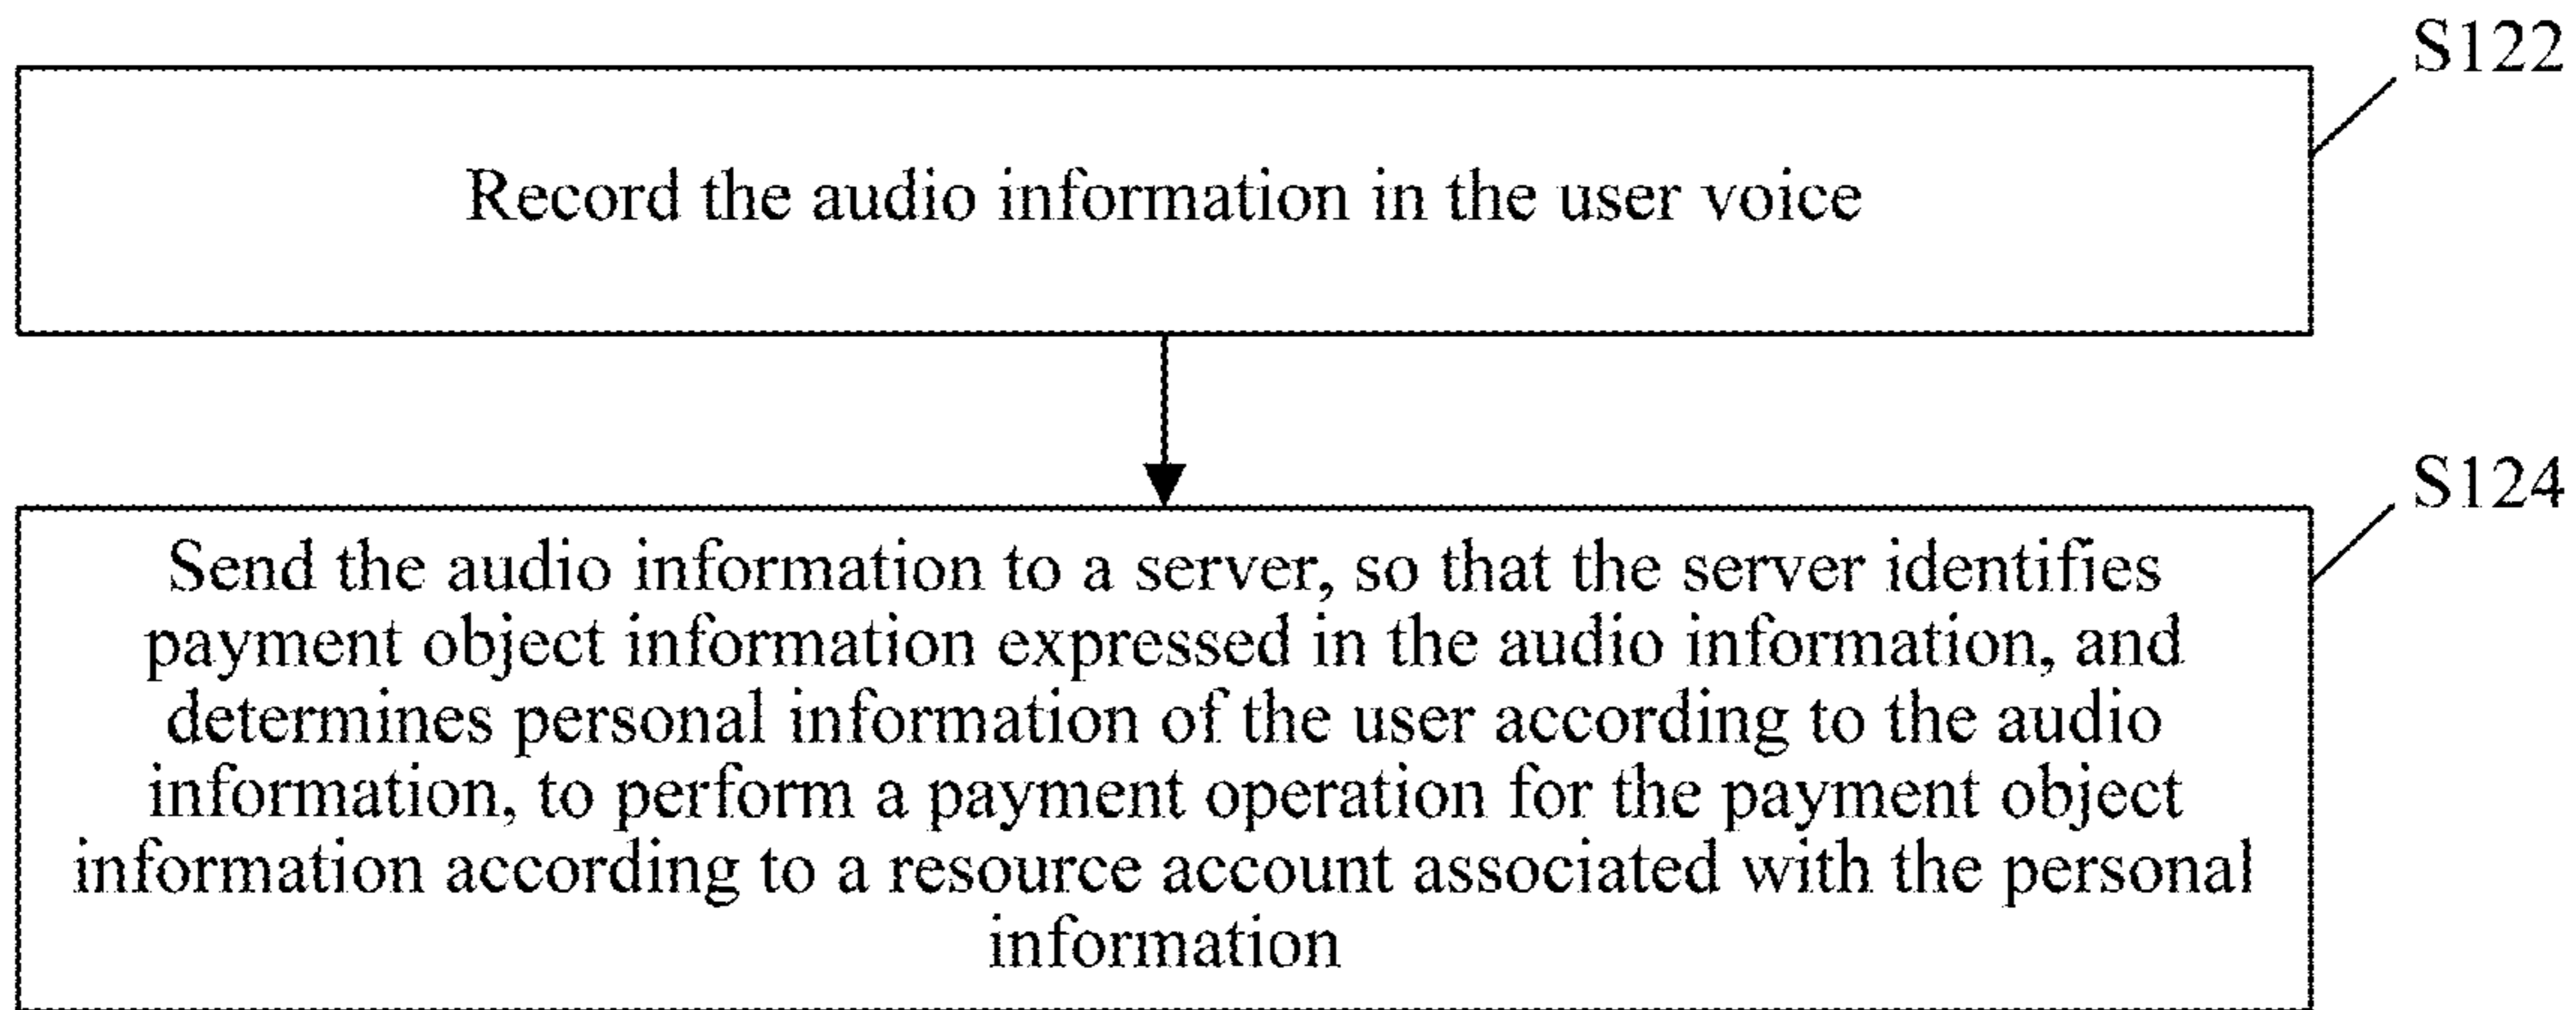 S122
Record the audio information in the user voice
S124
Send the audio information to a server, so that the server identifies
payment object information expressed in the audio information, and
determines personal information of the user according to the audio
information, to perform a payment operation for the payment object
information according to a resource account associated with the personal
information